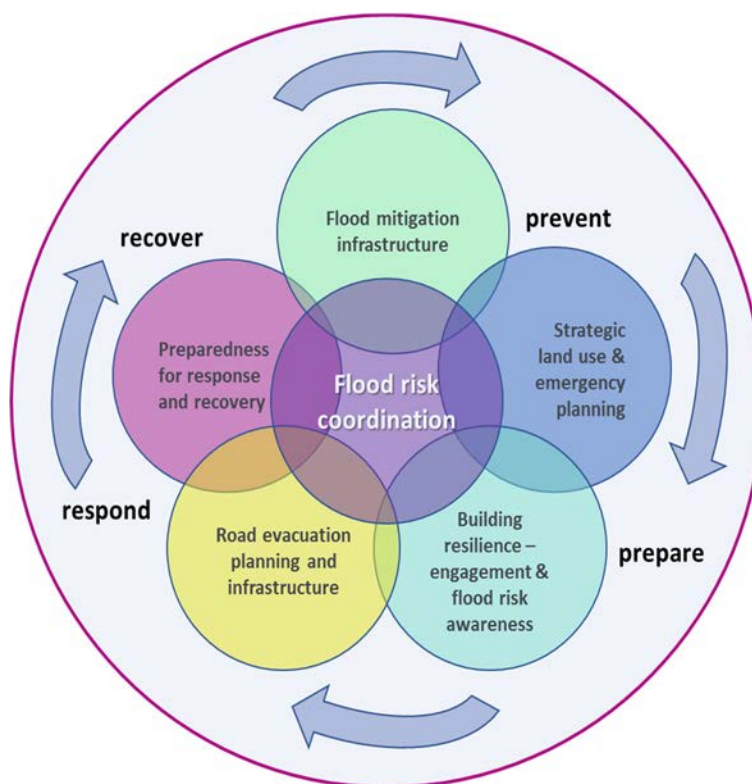 Flood mitigation
infrastructure
prevent
recover
Strategic
land use &
emergency
planning
Preparedness
for response
and recovery
Flood risk
coordination
respond
Road evacuation
planning and
infrastructure
Building
resilience –
engagement &
flood risk
awareness
prepare